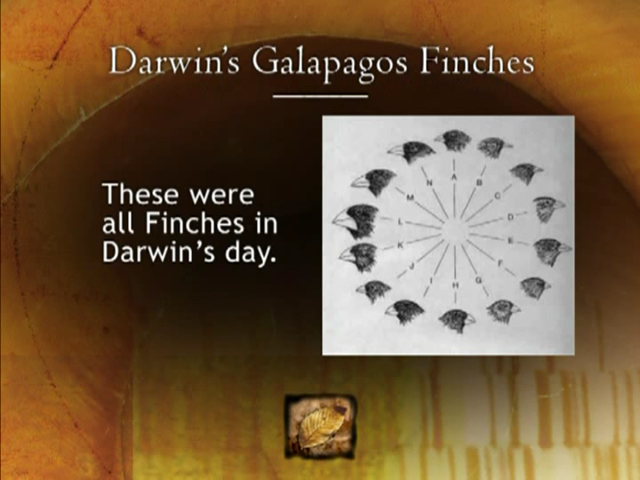 Darwin's Galapagos Finches
These were
all Finches in
Darwin's day.
A
B
C
D
E
F
G
H
I
J
K
L
M
N